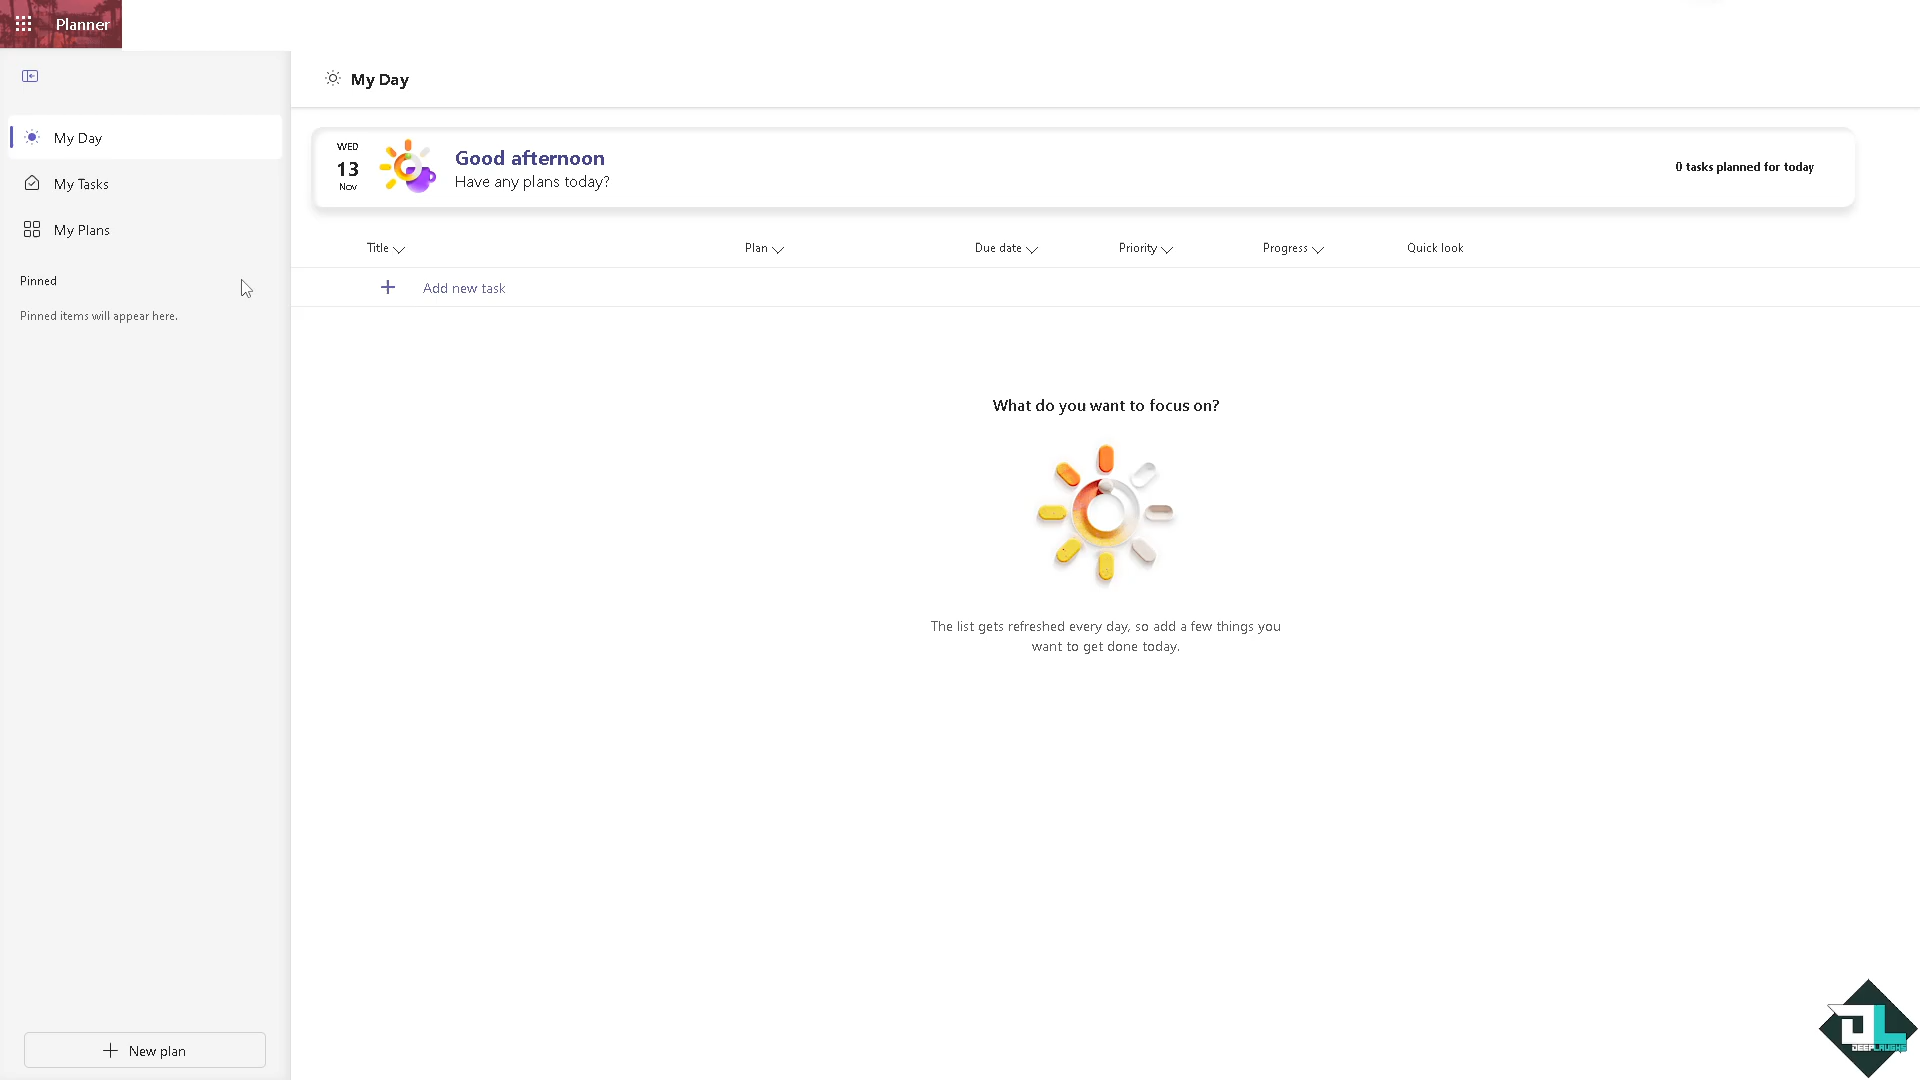 Planner
My Day
My Day
My Tasks
My Plans
Pinned
Pinned items will appear here.
WED
13
Nov
Good afternoon
Have any plans today?
0 tasks planned for today
Title
Plan
Due date
Priority
Progress
Quick look
Add new task
What do you want to focus on?
The list gets refreshed every day, so add a few things you
want to get done today.
New plan
DL
DEEPLAUGHS